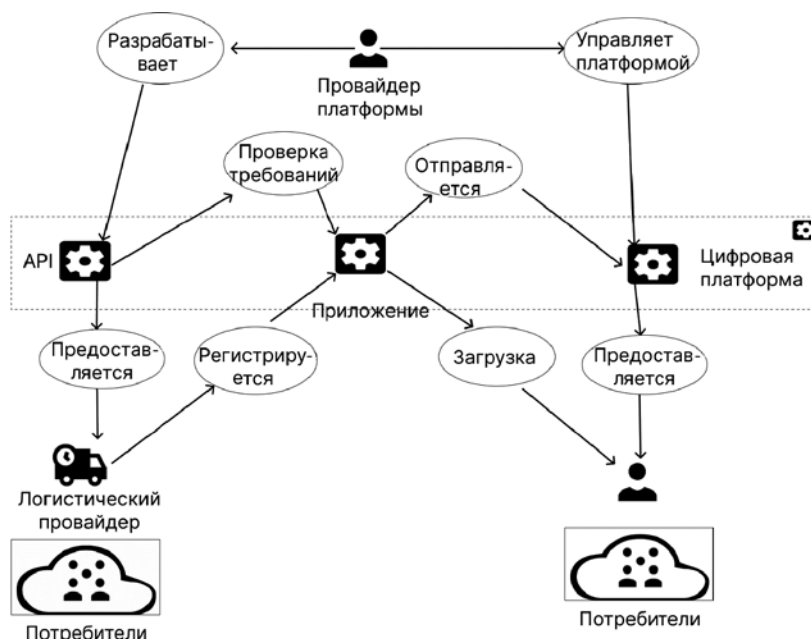 Разрабаты-
вает
Провайдер
платформы
Управляет
платформой
Проверка
требований
Отправля-
ется
API
Приложение
Цифровая
платформа
Предостав-
ляется
Регистриру-
ется
Загрузка
Предостав-
ляется
Логистический
провайдер
Потребители
Потребители